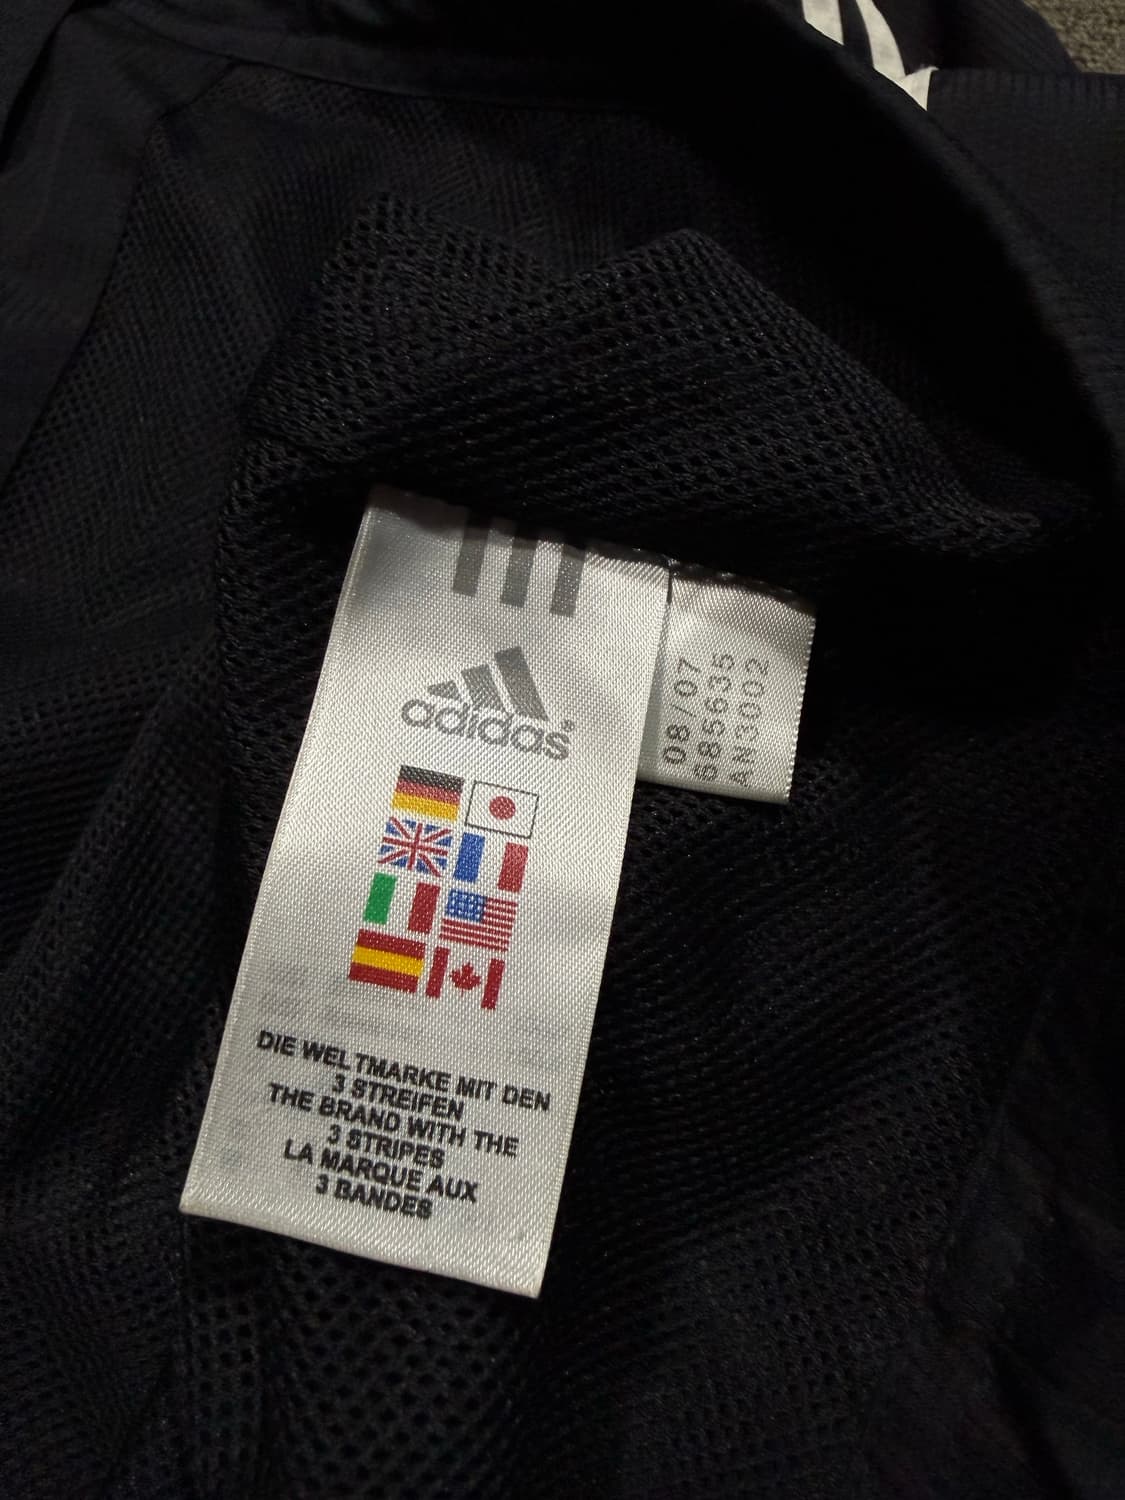 adidas®
DIE WELTMARKE MIT DEN
3 STREIFEN
THE BRAND WITH THE
3 STRIPES
LA MARQUE AUX
3 BANDES
08/07
685635
AN3002